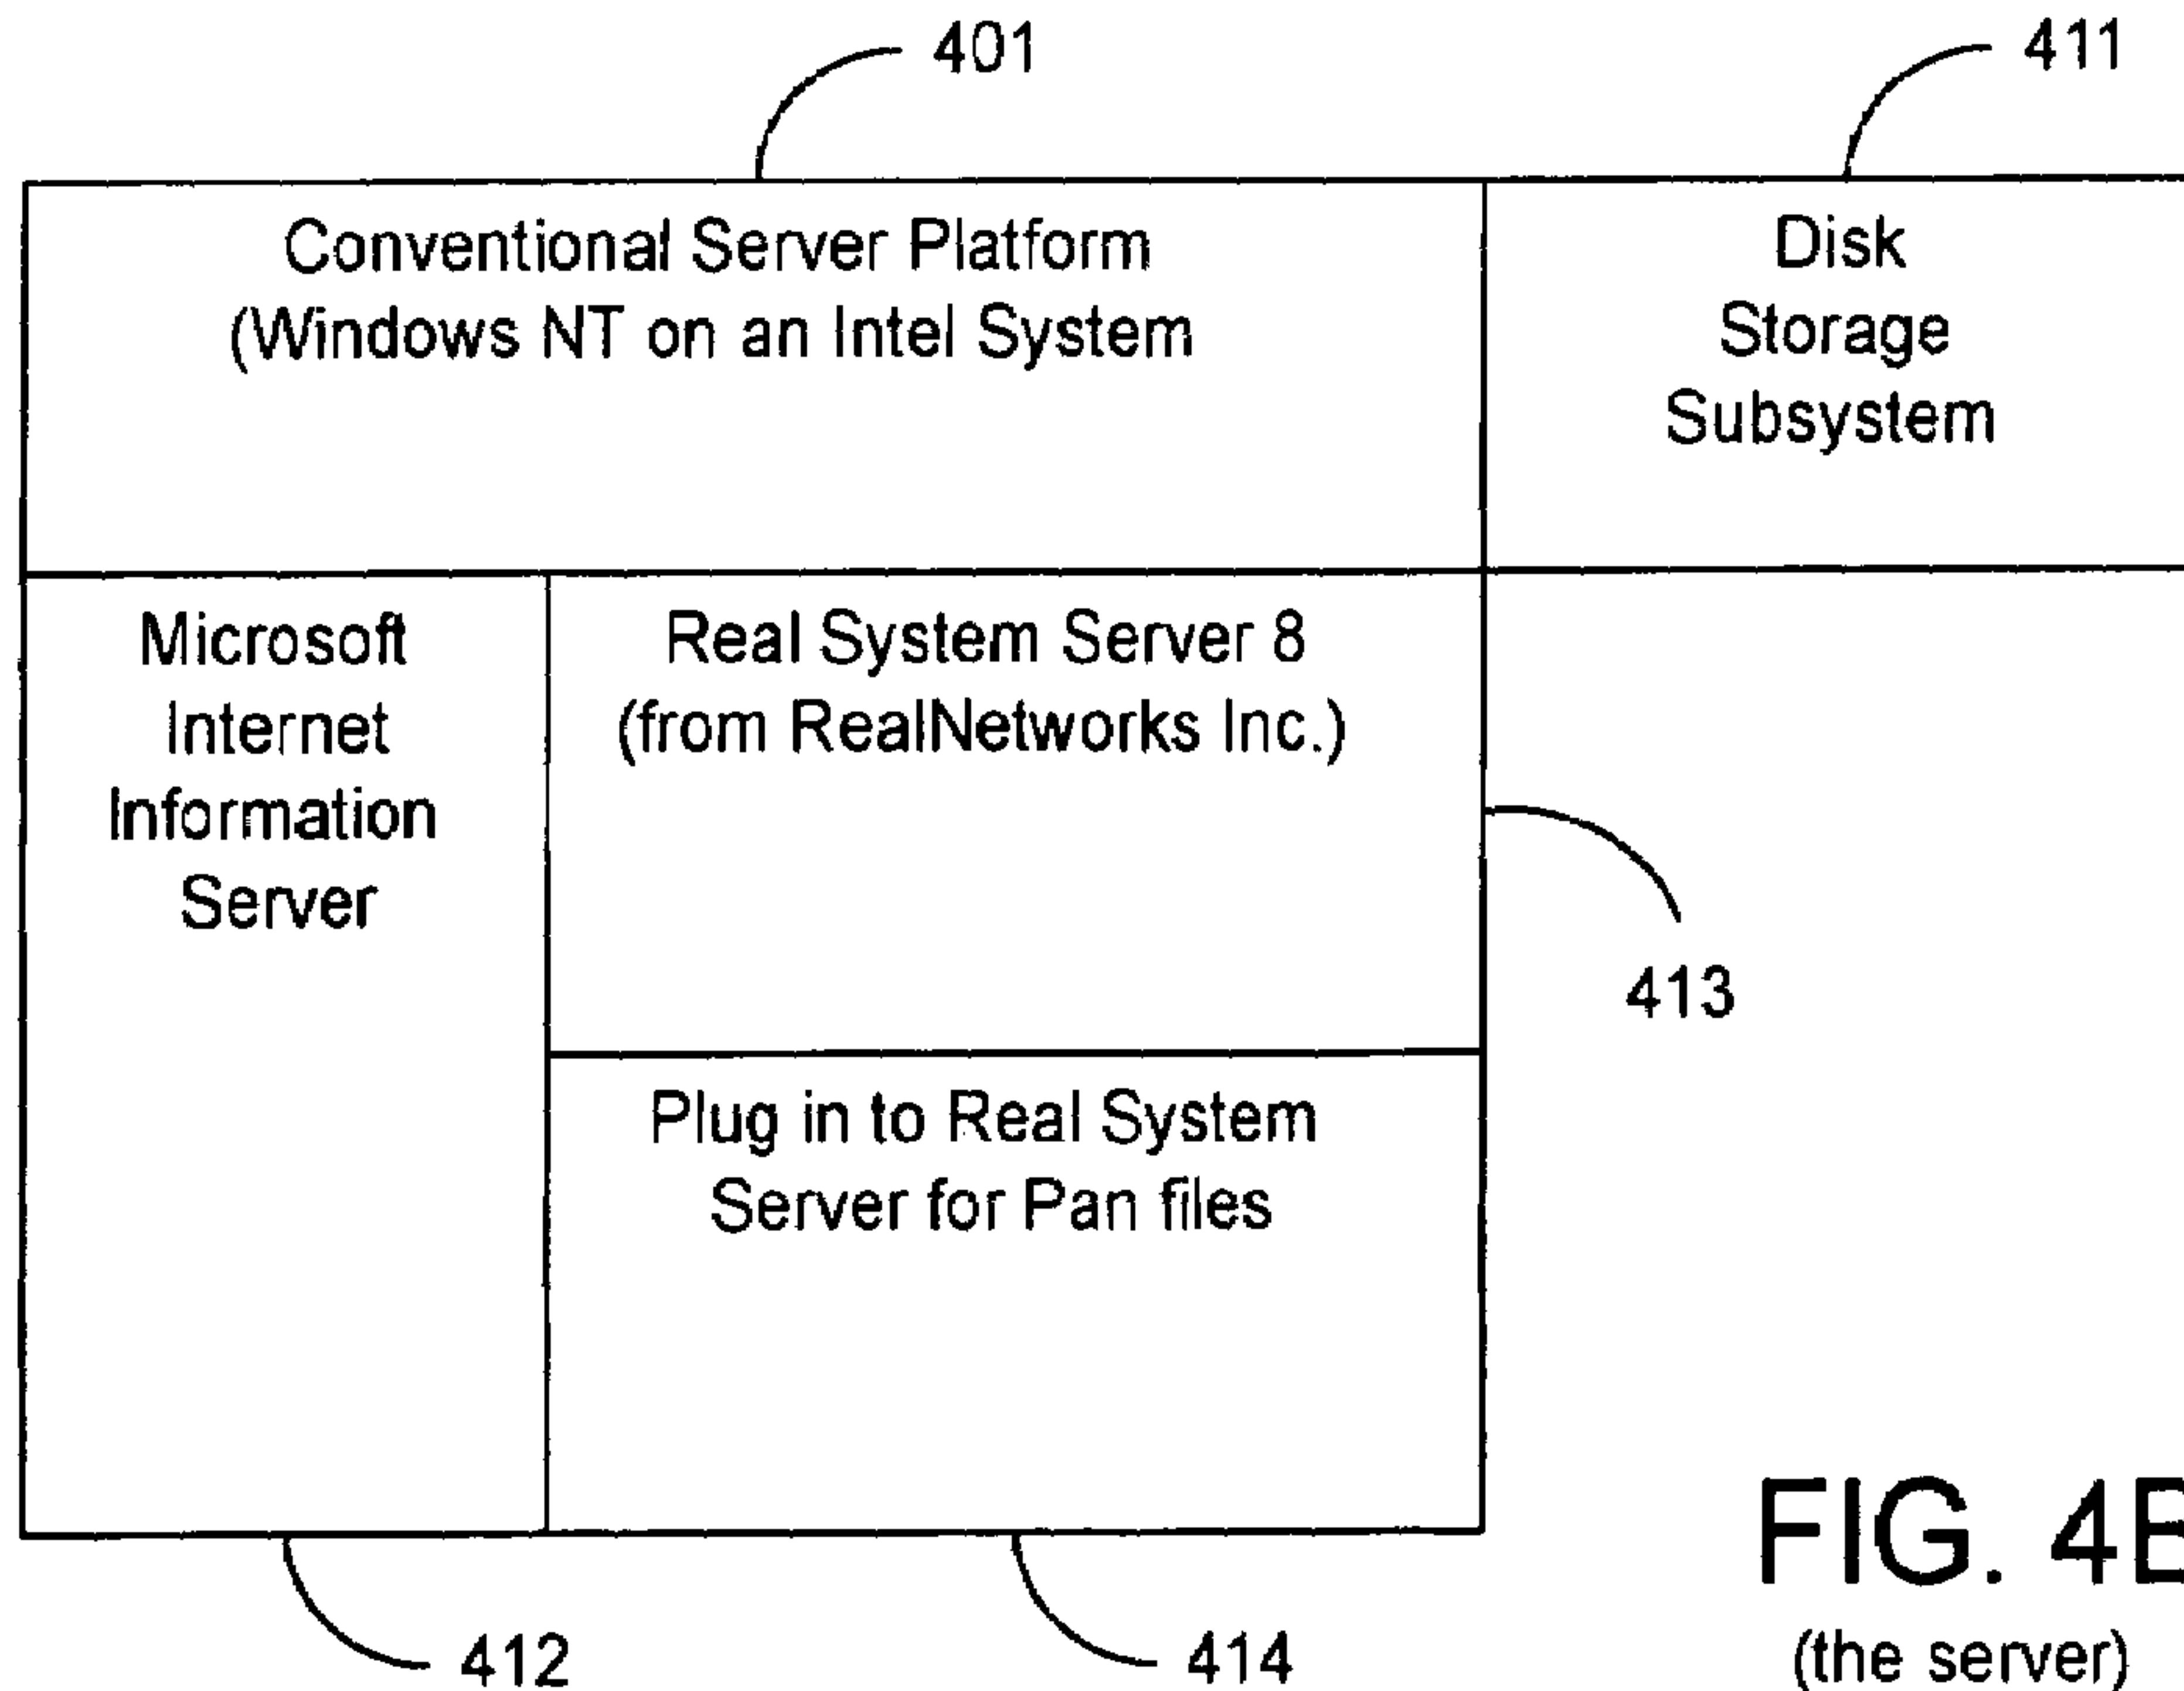 401
411
Conventional Server Platform
(Windows NT on an Intel System
Disk
Storage
Subsystem
Microsoft
Internet
Information
Server
Real System Server 8
(from RealNetworks Inc.)
413
Plug in to Real System
Server for Pan files
412
414
FIG. 4B
(the server)